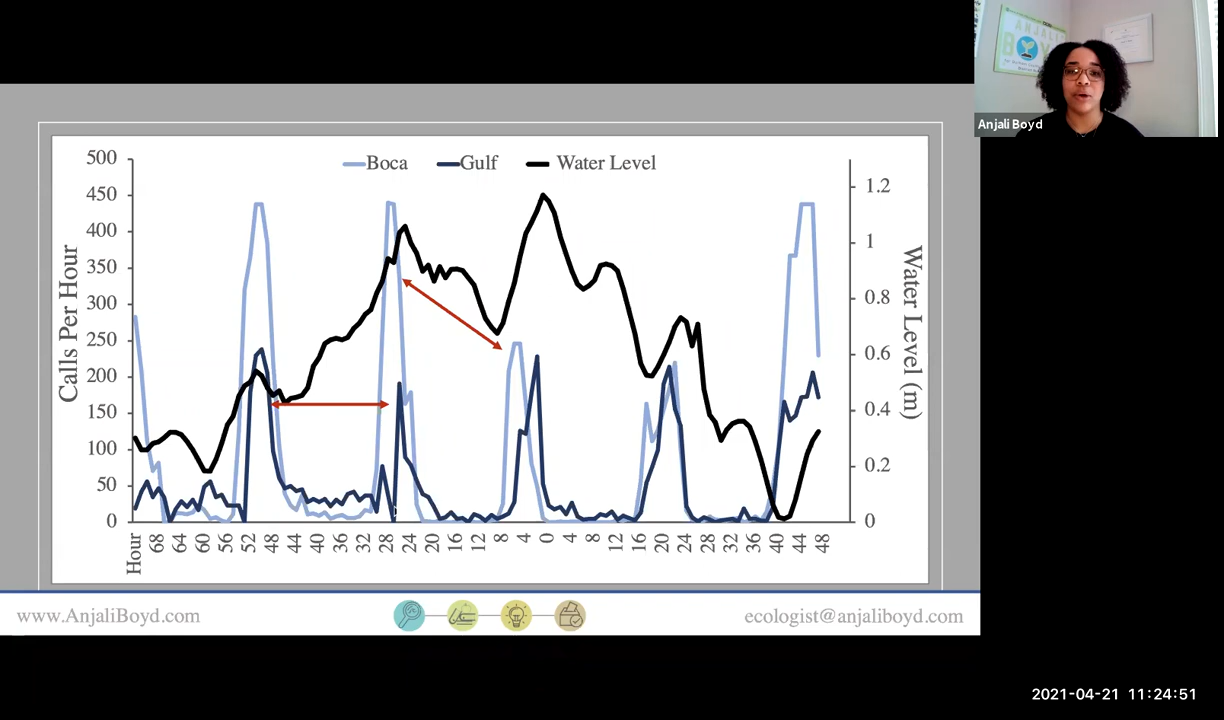 ANJALI
BOYD
Anjali Boyd
Boca
Gulf
Water Level
500
450
400
350
300
250
200
150
100
50
0
Calls Per Hour
1.2
1
0.8
0.6
0.4
0.2
0
Water Level (m)
Hour 68 64 60 56 52 48 44 40 36 32 28 24 20 16 12 8 4 0 4 8 12 16 20 24 28 32 36 40 44 48
www.AnjaliBoyd.com
ecologist@anjaliboyd.com
2021-04-21 11:24:51